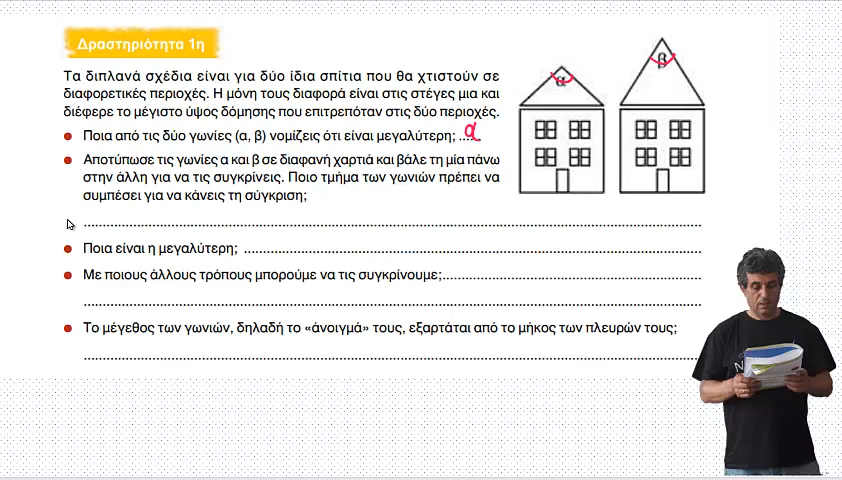 Δραστηριότητα 1η
Τα διπλανά σχέδια είναι για δύο ίδια σπίτια που θα χτιστούν σε
διαφορετικές περιοχές. Η μόνη τους διαφορά είναι στις στέγες μια και
διέφερε το μέγιστο ύψος δόμησης που επιτρεπόταν στις δύο περιοχές.
Ποια από τις δύο γωνίες (α, β) νομίζεις ότι είναι μεγαλύτερη; ..α..
Αποτύπωσε τις γωνίες α και β σε διαφανή χαρτιά και βάλε τη μία πάνω
στην άλλη για να τις συγκρίνεις. Ποιο τμήμα των γωνιών πρέπει να
συμπέσει για να κάνεις τη σύγκριση;
Ποια είναι η μεγαλύτερη;
Με ποιους άλλους τρόπους μπορούμε να τις συγκρίνουμε;
Το μέγεθος των γωνιών, δηλαδή το «άνοιγμά» τους, εξαρτάται από το μήκος των πλευρών τους;
α
β